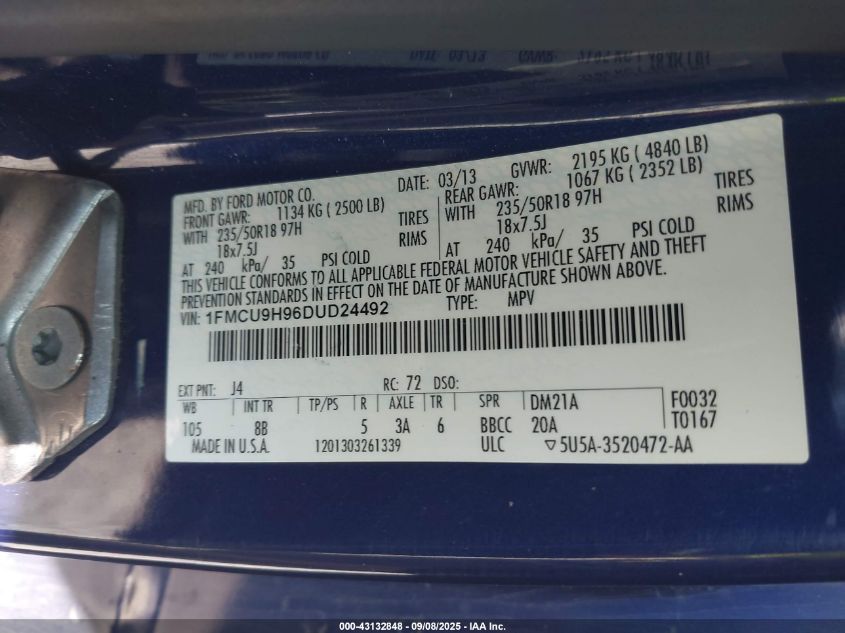 MFD. BY FORD MOTOR CO. DATE: 03/13 GVWR: 2195 KG ( 4840 LB)
FRONT GAWR: 1134 KG ( 2500 LB) REAR GAWR: 1067 KG ( 2352 LB)
WITH 235/50R18 97H TIRES WITH 235/50R18 97H TIRES
18x7.5J RIMS 18x7.5J RIMS
AT 240 kPa/ 35 PSI COLD AT 240 kPa/ 35 PSI COLD
THIS VEHICLE CONFORMS TO ALL APPLICABLE FEDERAL MOTOR VEHICLE SAFETY AND THEFT
PREVENTION STANDARDS IN EFFECT ON THE DATE OF MANUFACTURE SHOWN ABOVE.
VIN: 1FMCU9H96DUD24492 TYPE: MPV
EXT PNT: J4 RC: 72 DSO:
WB INT TR TP/PS R AXLE TR SPR DM21A F0032
105 8B 5 3A 6 BBCC 20A T0167
MADE IN U.S.A. 1201303261339 ULC ▽5U5A-3520472-AA
000-43132848 - 09/08/2025 - IAA Inc.